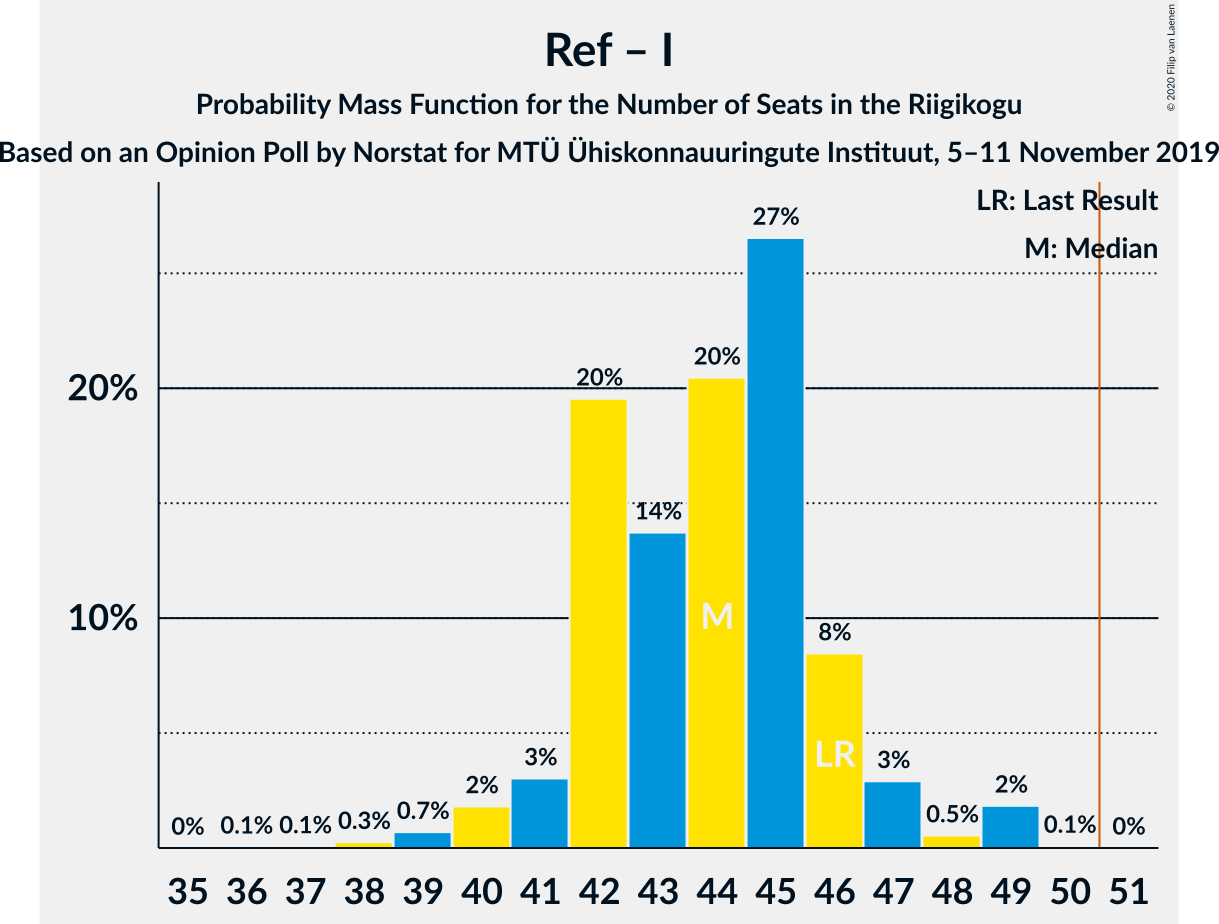 Ref – I
Probability Mass Function for the Number of Seats in the Riigikogu
Based on an Opinion Poll by Norstat for MTÜ Ühiskonnauuringute Instituut, 5–11 November 2019
© 2020 Filip van Laenen
LR: Last Result
M: Median
27%
20%
20%
20%
14%
10%
M
8%
LR
3%
3%
2%
2%
0% 0.1% 0.1% 0.3% 0.7% 0.5% 0.1% 0%
35 36 37 38 39 40 41 42 43 44 45 46 47 48 49 50 51